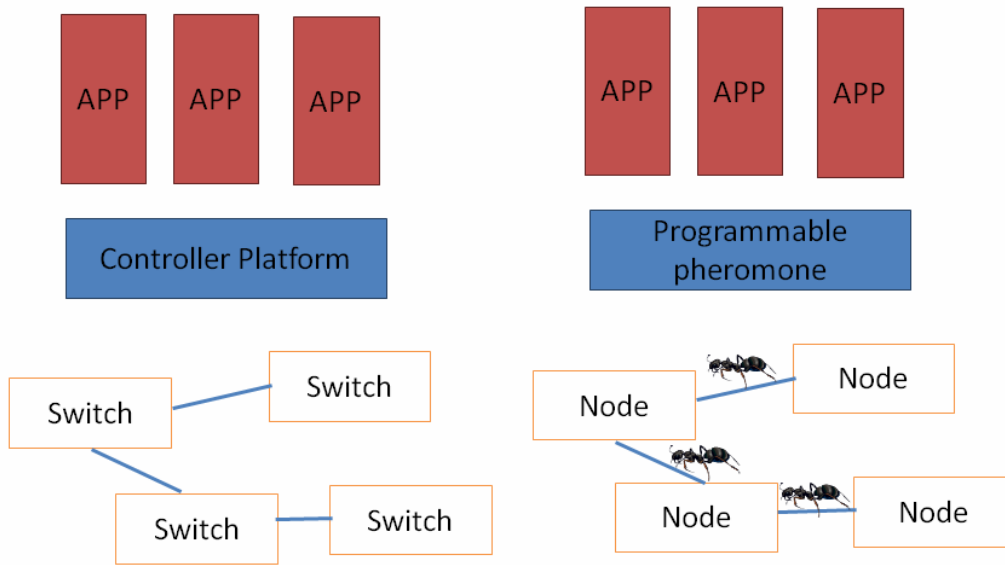 APP
APP
APP
Controller Platform
Switch
Switch
Switch
Switch
APP
APP
APP
Programmable
pheromone
Node
Node
Node
Node